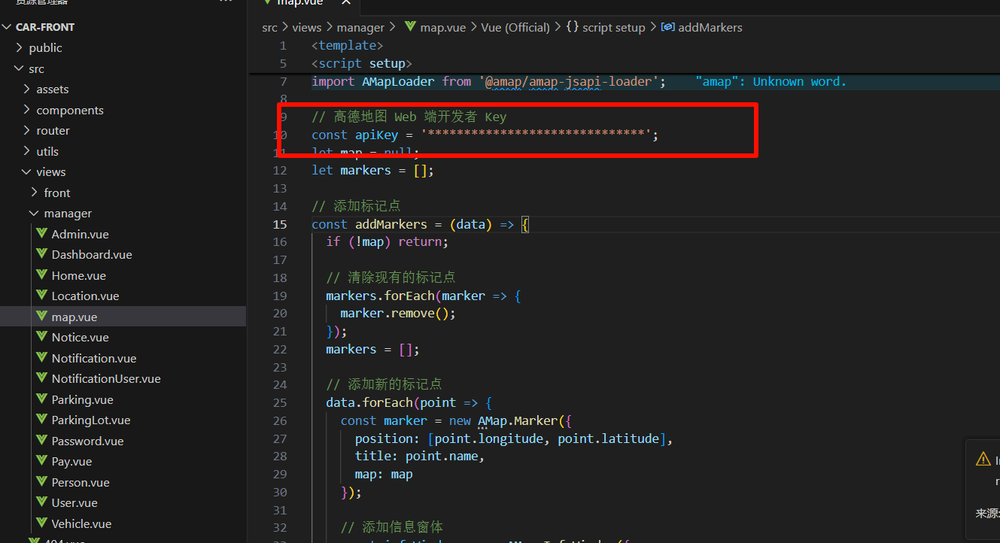 资源管理器
map.vue
CAR-FRONT
public
src
assets
components
router
utils
views
front
manager
Admin.vue
Dashboard.vue
Home.vue
Location.vue
map.vue
Notice.vue
Notification.vue
NotificationUser.vue
Parking.vue
ParkingLot.vue
Password.vue
Pay.vue
Person.vue
User.vue
Vehicle.vue
404.vue
src > views > manager > map.vue > Vue (Official) > {} script setup > addMarkers
1 <template>
5 <script setup>
7 import AMapLoader from '@amap/amap-jsapi-loader'; "amap": Unknown word.
8
9 // 高德地图 Web 端开发者 Key
10 const apiKey = '******************************';
11 let map = null;
12 let markers = [];
13
14 // 添加标记点
15 const addMarkers = (data) => {
16 if (!map) return;
17
18 // 清除现有的标记点
19 markers.forEach(marker => {
20 marker.remove();
21 });
22 markers = [];
23
24 // 添加新的标记点
25 data.forEach(point => {
26 const marker = new AMap.Marker({
27 position: [point.longitude, point.latitude],
28 title: point.name,
29 map: map
30 });
31
32 // 添加信息窗体
来源